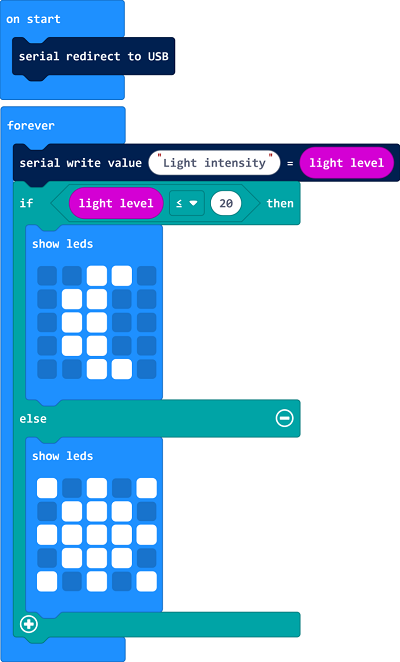 on start
serial redirect to USB
forever
serial write value "Light intensity" = light level
if light level ≤ 20 then
show leds
else
show leds